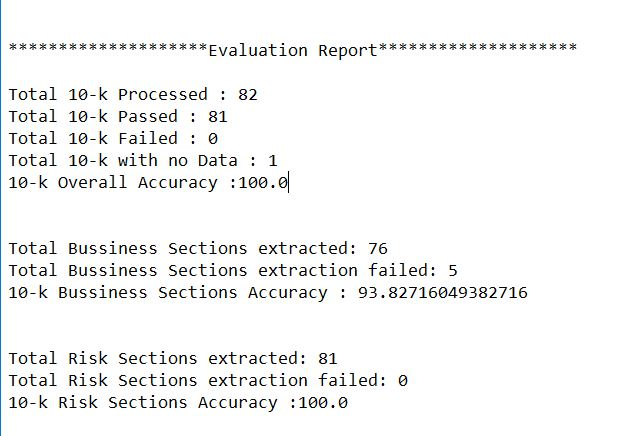 ********************Evaluation Report********************
Total 10-k Processed : 82
Total 10-k Passed : 81
Total 10-k Failed : 0
Total 10-k with no Data : 1
10-k Overall Accuracy :100.0
Total Bussiness Sections extracted: 76
Total Bussiness Sections extraction failed: 5
10-k Bussiness Sections Accuracy : 93.82716049382716
Total Risk Sections extracted: 81
Total Risk Sections extraction failed: 0
10-k Risk Sections Accuracy :100.0